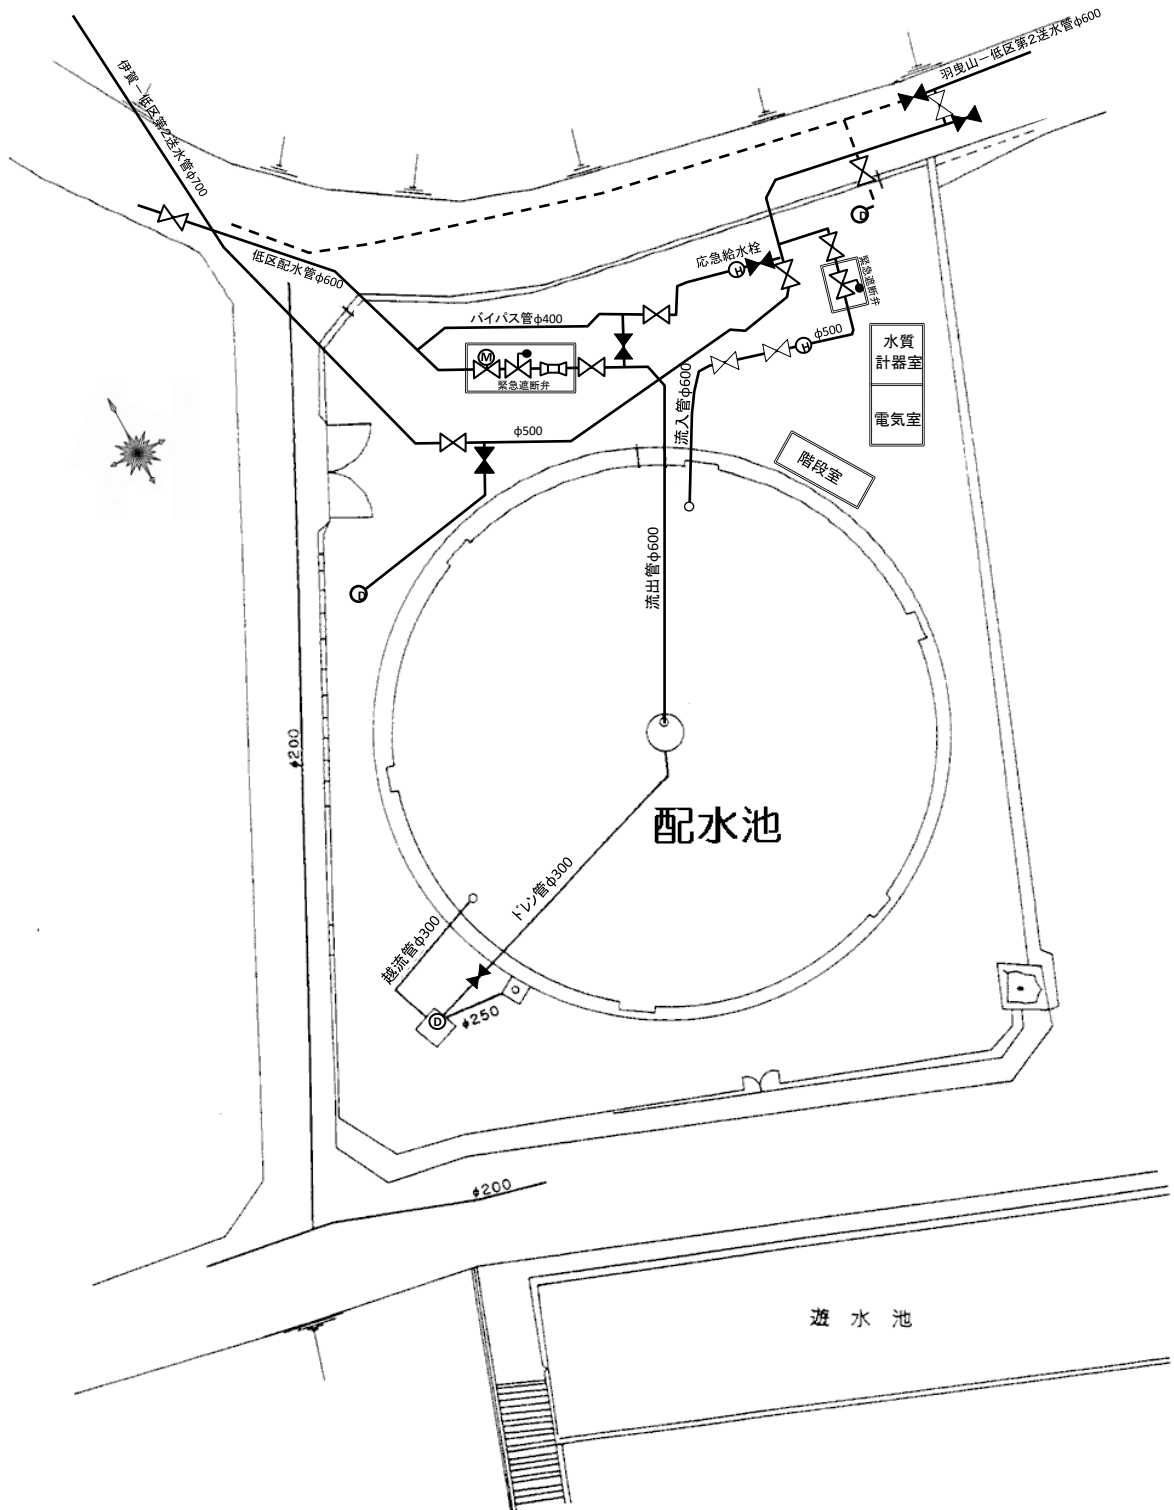 羽曳山－低区第2送水管φ600
伊賀－低区第2送水管φ700
D
低区配水管φ600
応急給水栓
H
緊急遮断弁
バイパス管φ400
φ500
H
水質
計器室
M
緊急遮断弁
流入管φ600
電気室
φ500
階段室
流出管φ600
D
φ200
配水池
ドレン管φ300
越流管φ300
D
φ250
φ200
遊水池